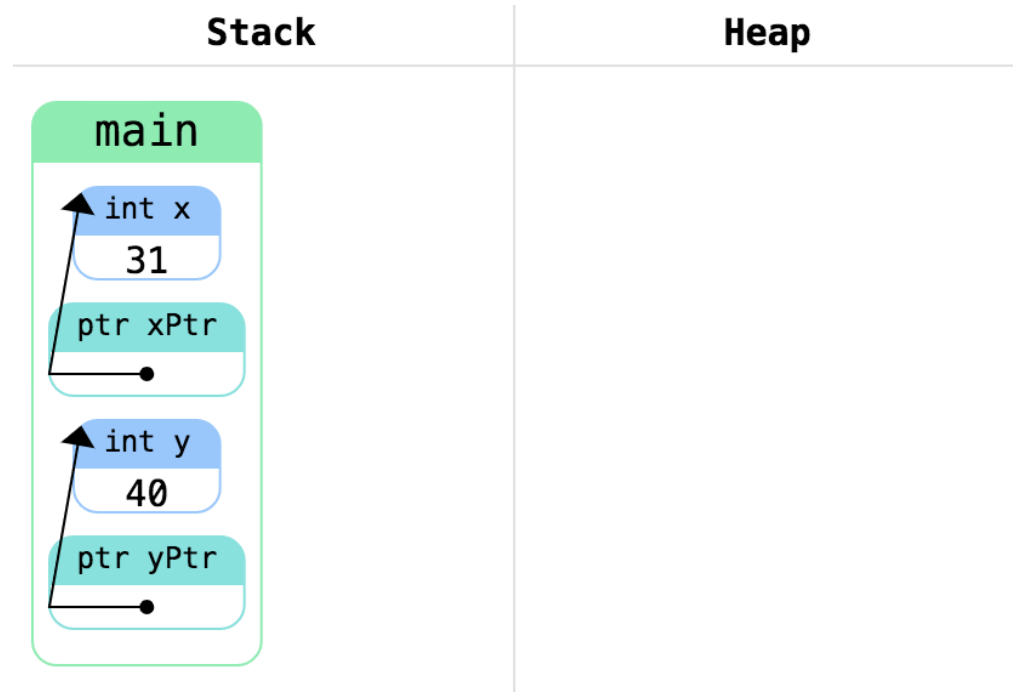 Stack Heap
main
int x
31
ptr xPtr
int y
40
ptr yPtr